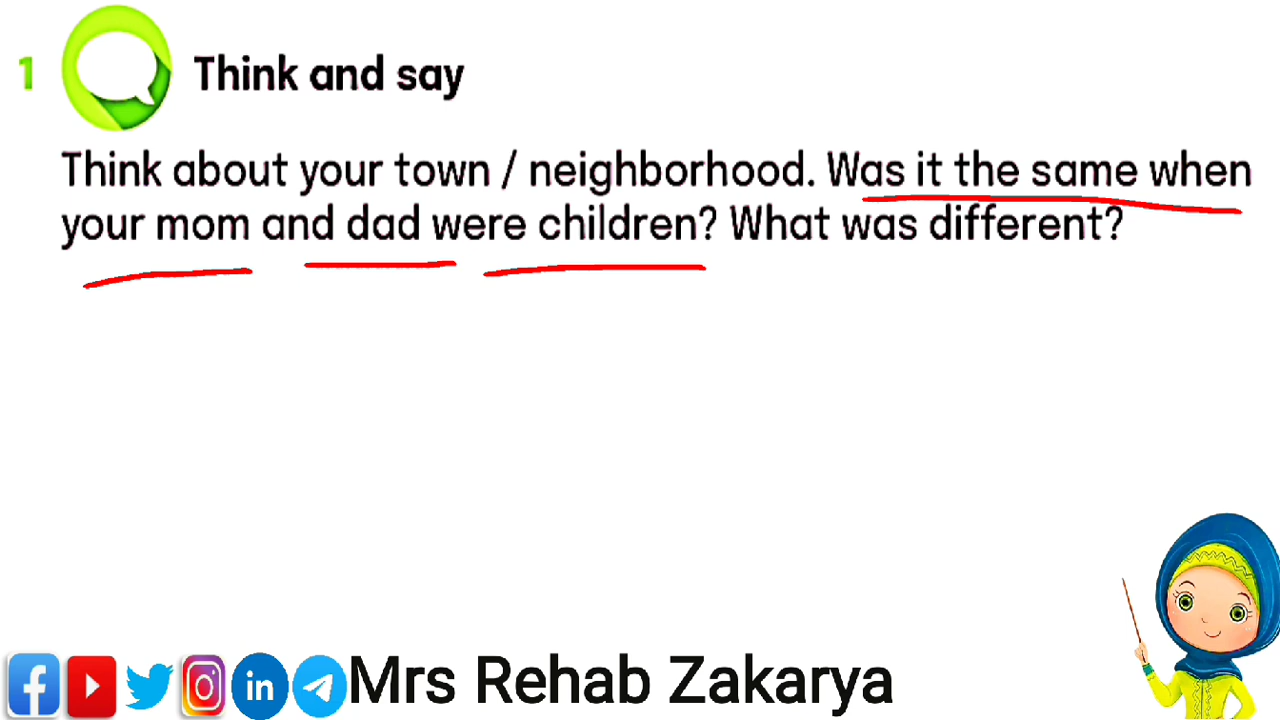 1 Think and say
Think about your town / neighborhood. Was it the same when
your mom and dad were children? What was different?
Mrs Rehab Zakarya